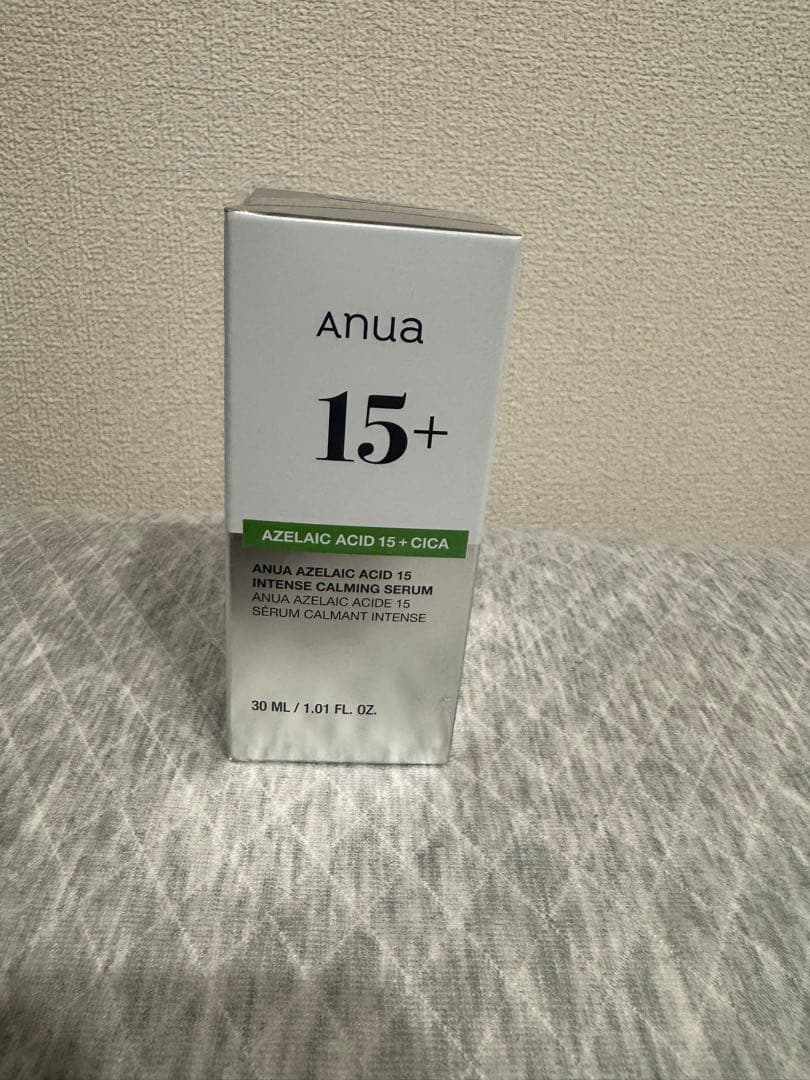 Anua
15+
AZELAIC ACID 15 + CICA
ANUA AZELAIC ACID 15
INTENSE CALMING SERUM
ANUA AZELAIC ACIDE 15
SÉRUM CALMANT INTENSE
30 ML / 1.01 FL. OZ.